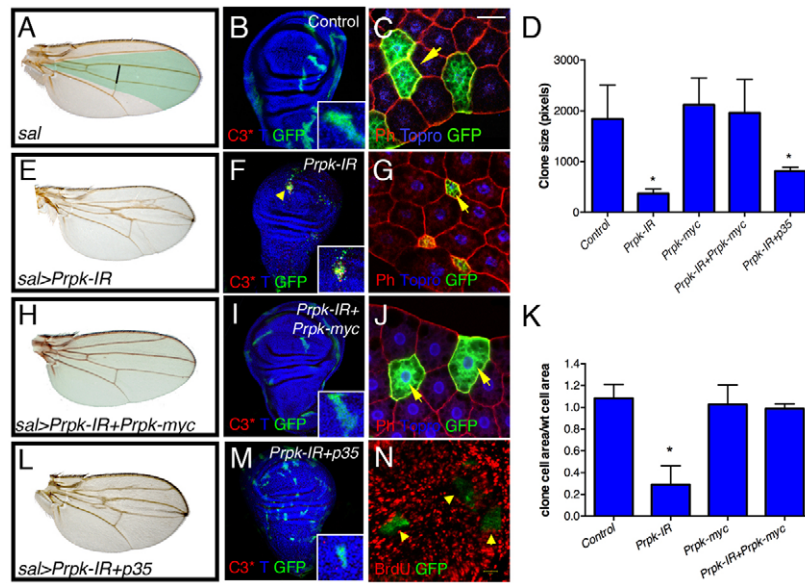 A
sal
B
Control
C3* T GFP
C
Ph Topro GFP
D
Clone size (pixels)
3000
2000
1000
0
Control
Prpk-IR
Prpk-myc
Prpk-IR+Prpk-myc
Prpk-IR+p35
*
*
E
sal>Prpk-IR
F
Prpk-IR
C3* T GFP
G
Ph Topro GFP
H
sal>Prpk-IR+Prpk-myc
I
Prpk-IR+
Prpk-myc
C3* T GFP
J
Ph Topro GFP
K
clone cell area/wt cell area
1.4
1.2
1.0
0.8
0.6
0.4
0.2
0.0
*
Control
Prpk-IR
Prpk-myc
Prpk-IR+Prpk-myc
L
sal>Prpk-IR+p35
M
Prpk-IR+p35
C3* T GFP
N
BrdU GFP